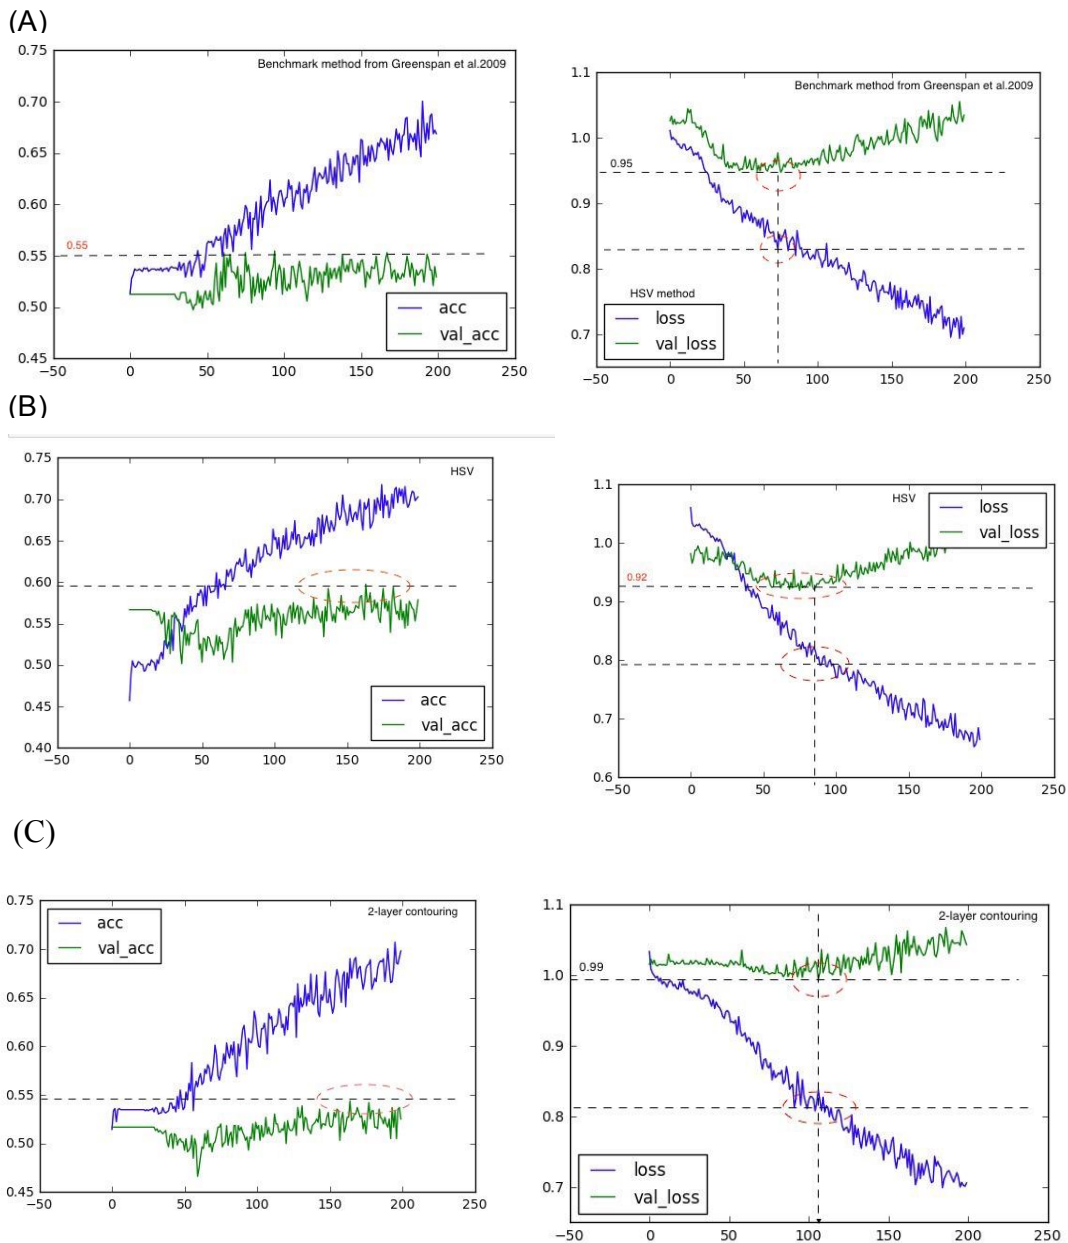 (A)
0.75
0.70
0.65
0.60
0.55
0.50
0.45
Benchmark method from Greenspan et al.2009
0.55
acc
val_acc
−50 0 50 100 150 200 250
1.1
1.0
0.9
0.8
0.7
Benchmark method from Greenspan et al.2009
0.95
HSV method
loss
val_loss
−50 0 50 100 150 200 250
(B)
0.75
0.70
0.65
0.60
0.55
0.50
0.45
0.40
HSV
acc
val_acc
−50 0 50 100 150 200 250
1.1
1.0
0.9
0.8
0.7
0.6
HSV
loss
val_loss
0.92
−50 0 50 100 150 200 250
(C)
0.75
0.70
0.65
0.60
0.55
0.50
0.45
acc
val_acc
2-layer contouring
−50 0 50 100 150 200 250
1.1
1.0
0.9
0.8
0.7
2-layer contouring
0.99
loss
val_loss
−50 0 50 100 150 200 250